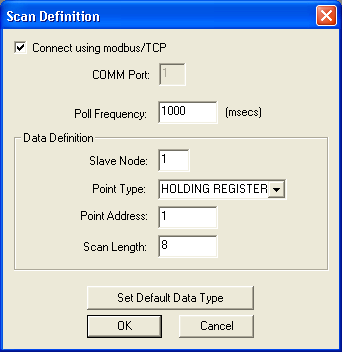 Scan Definition
Connect using modbus/TCP
COMM Port: 1
Poll Frequency: 1000 (msecs)
Data Definition
Slave Node: 1
Point Type: HOLDING REGISTER
Point Address: 1
Scan Length: 8
Set Default Data Type
OK Cancel